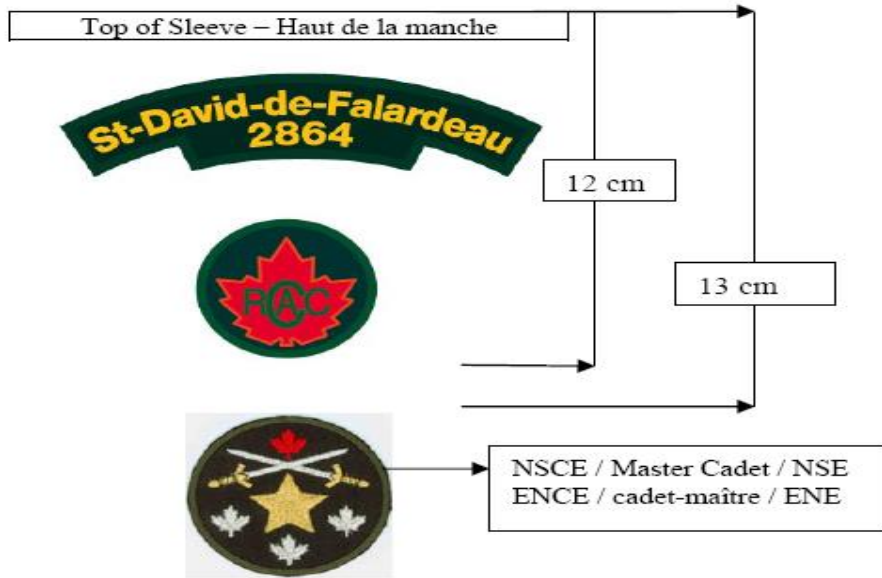 Top of Sleeve – Haut de la manche
St-David-de-Falardeau
2864
12 cm
RCAC
13 cm
NSCE / Master Cadet / NSE
ENCE / cadet-maître / ENE